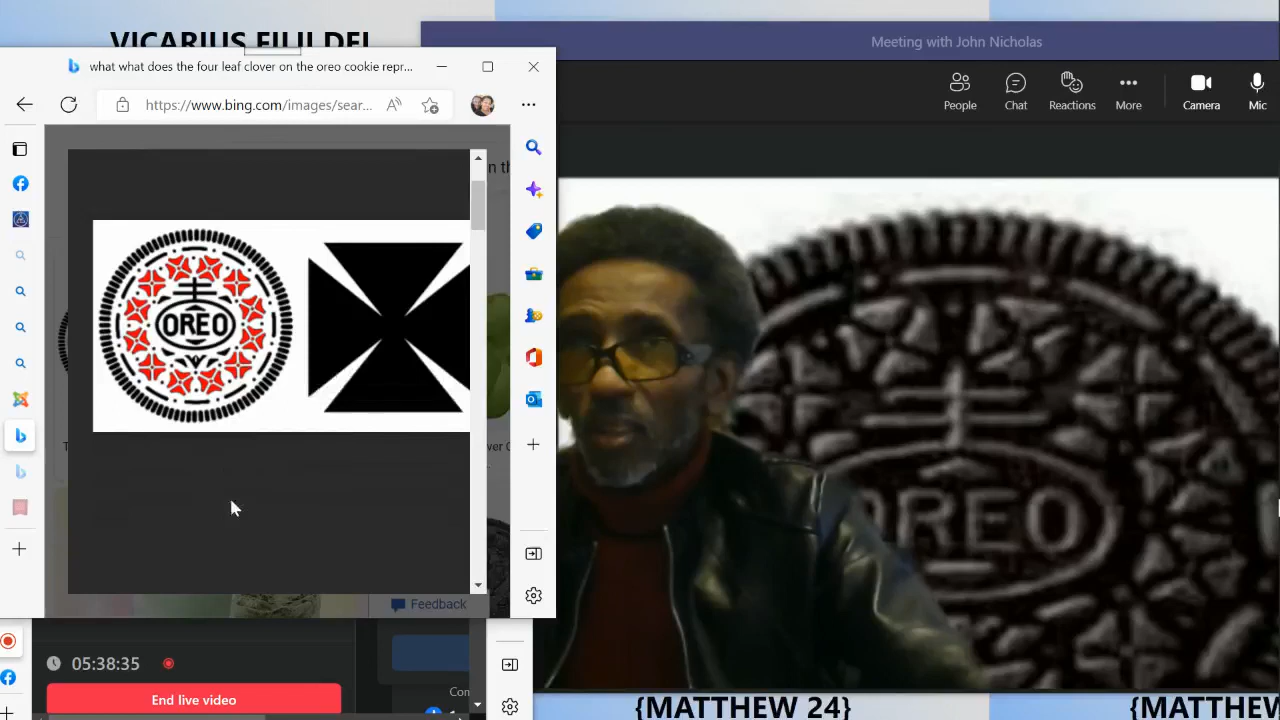 VICARIUS FILII DEI
Meeting with John Nicholas
what what does the four leaf clover on the oreo cookie repr...
https://www.bing.com/images/sear...
People
Chat
Reactions
More
Camera
Mic
OREO
OREO
Feedback
05:38:35
End live video
{MATTHEW 24}
{MATTHEW